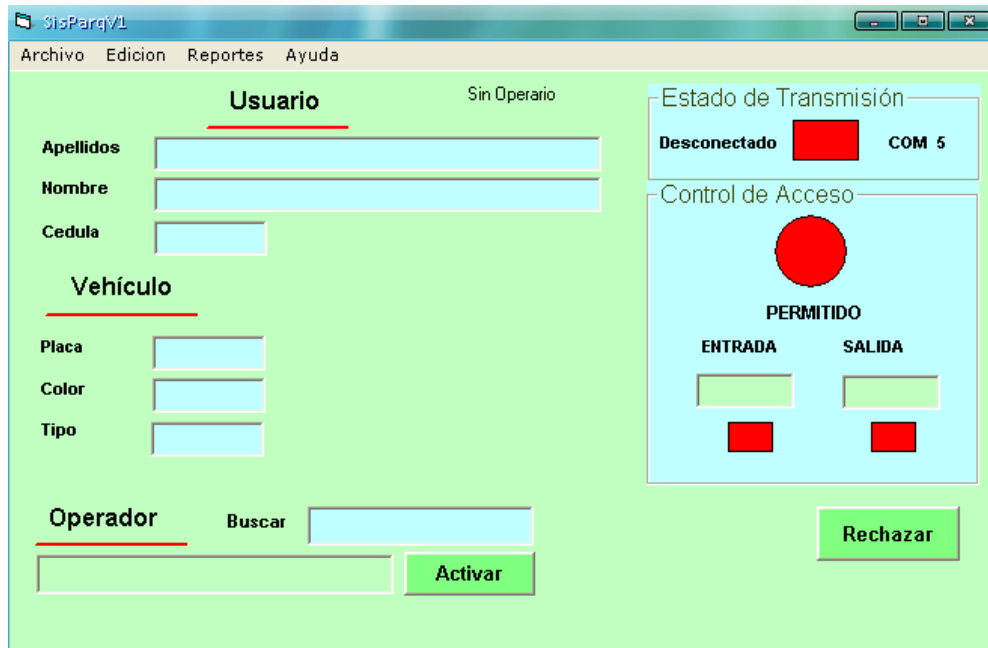 SisParqV1
Archivo Edicion Reportes Ayuda
Usuario
Sin Operario
Apellidos
Nombre
Cedula
Vehículo
Placa
Color
Tipo
Operador
Buscar
Activar
Estado de Transmisión
Desconectado COM 5
Control de Acceso
PERMITIDO
ENTRADA SALIDA
Rechazar